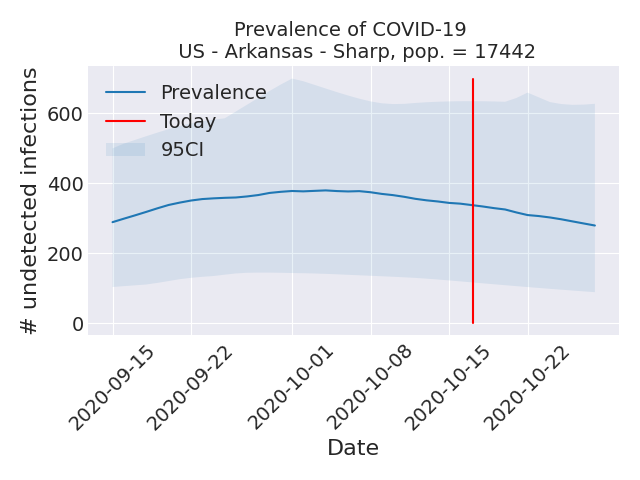 Prevalence of COVID-19
US - Arkansas - Sharp, pop. = 17442
# undetected infections
600
400
200
0
Prevalence
Today
95CI
2020-09-15
2020-09-22
2020-10-01
2020-10-08
2020-10-15
2020-10-22
Date